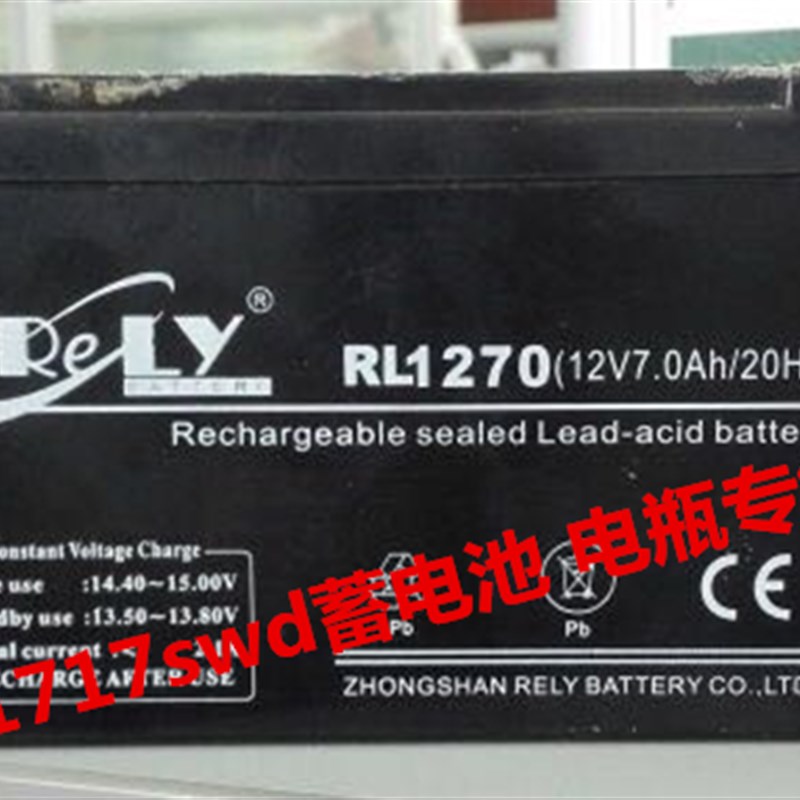 ReLY®
BATTERY
RL1270(12V7.0Ah/20H
Rechargeable sealed Lead-acid batte
onstant Voltage Charge
e use :14.40~15.00V
dby use :13.50~13.80V
al current
CHARGE AFTER USE
Pb
Pb
CE
ZHONGSHAN RELY BATTERY CO.,LTD
1717swd蓄电池 电瓶专